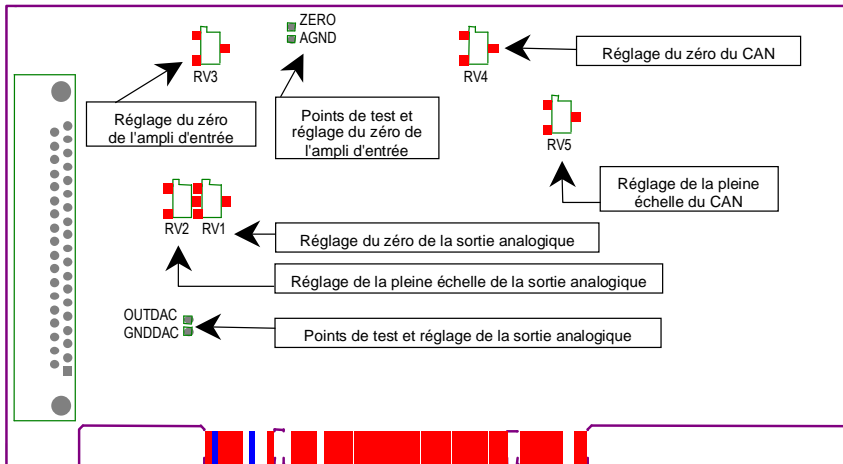 ZERO
AGND
RV3
RV4
Réglage du zéro du CAN
Réglage du zéro
de l'ampli d'entrée
Points de test et
réglage du zéro de
l'ampli d'entrée
RV5
Réglage de la pleine
échelle du CAN
RV2
RV1
Réglage du zéro de la sortie analogique
Réglage de la pleine échelle de la sortie analogique
OUTDAC
GNDDAC
Points de test et réglage de la sortie analogique